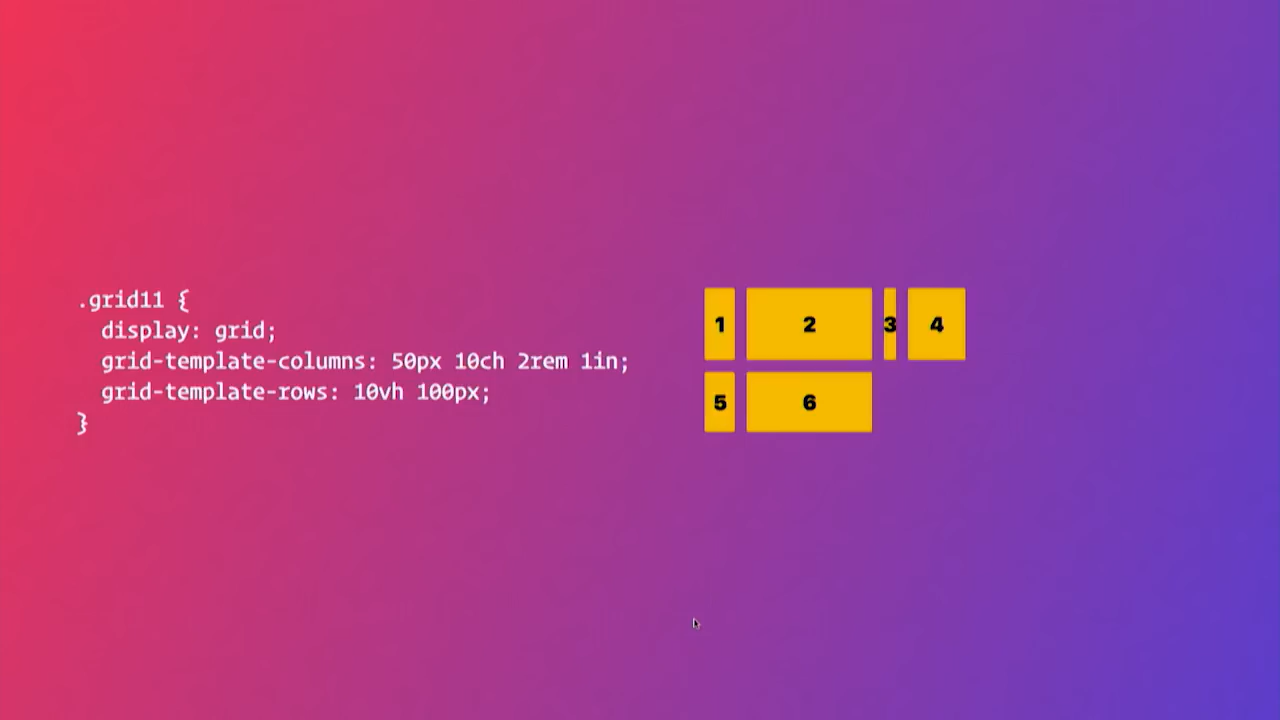 .grid11 {
  display: grid;
  grid-template-columns: 50px 10ch 2rem 1in;
  grid-template-rows: 10vh 100px;
}
1 2 3 4
5 6